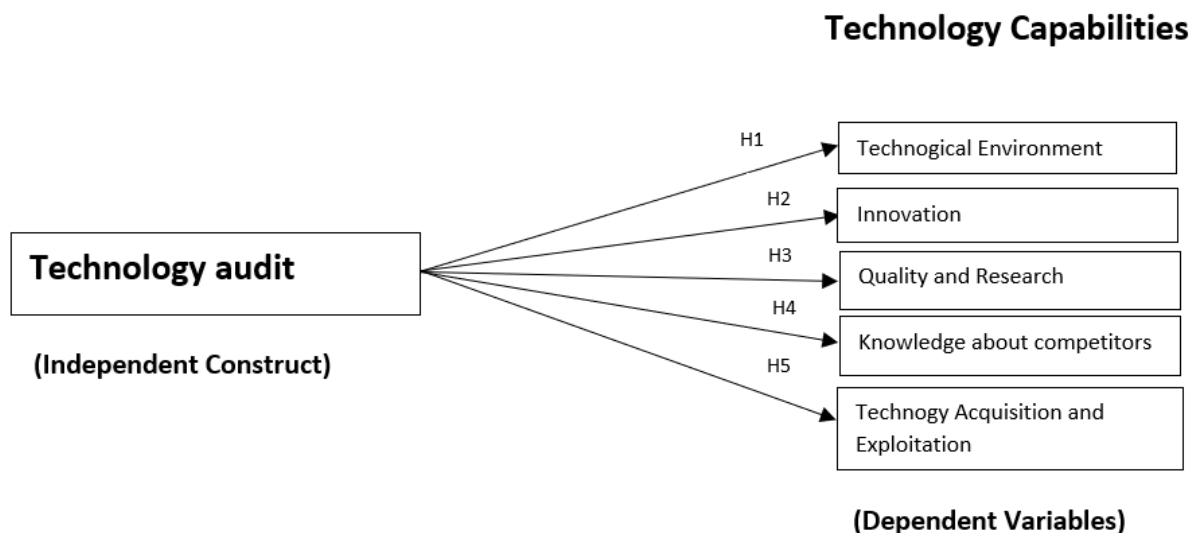 Technology Capabilities
H1
Technogical Environment
H2
Innovation
Technology audit
H3
Quality and Research
(Independent Construct)
H4
Knowledge about competitors
H5
Technogy Acquisition and
Exploitation
(Dependent Variables)